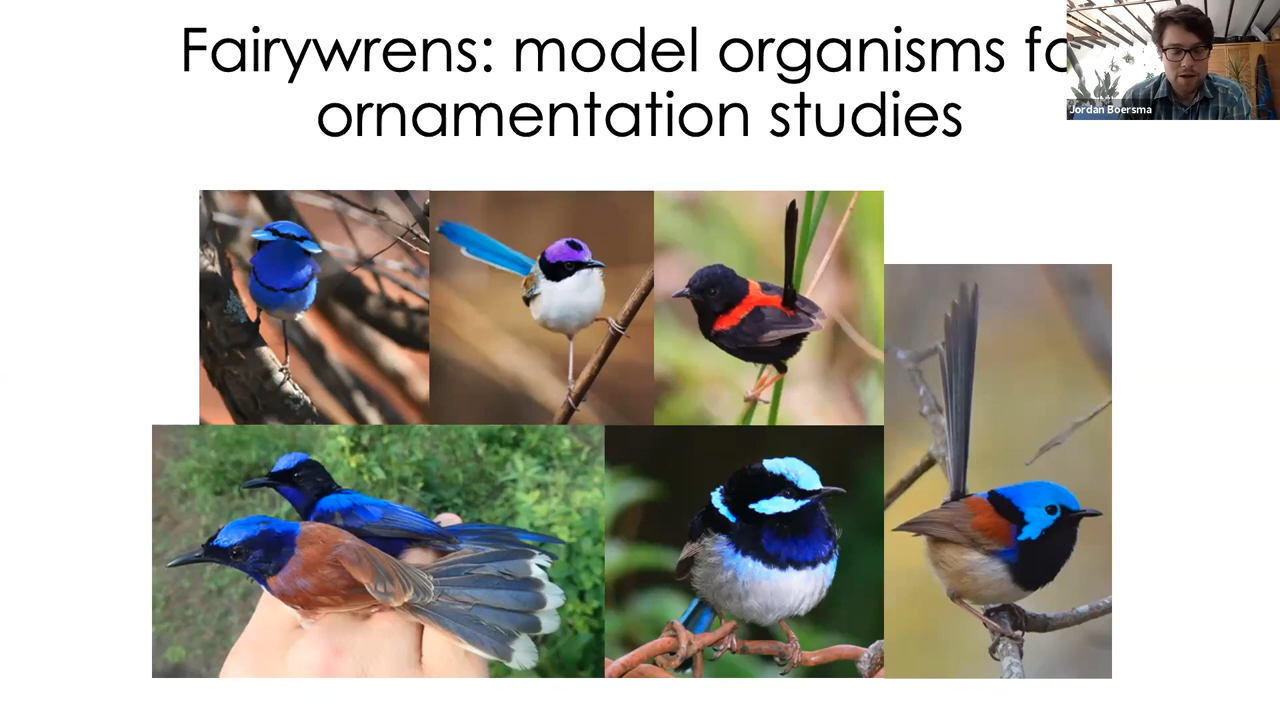 Fairywrens: model organisms fo
ornamentation studies
Jordan Boersma